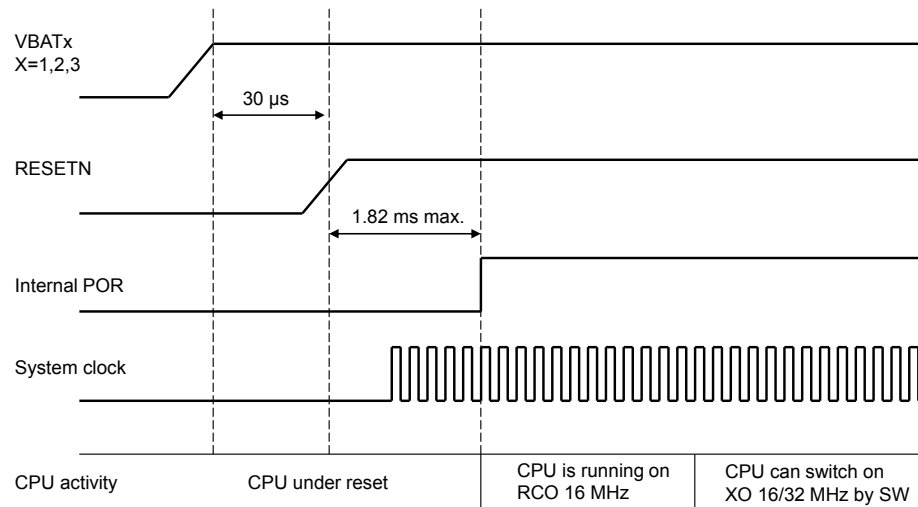 VBATx
X=1,2,3
30 µs
RESETN
1.82 ms max.
Internal POR
System clock
CPU activity
CPU under reset
CPU is running on
RCO 16 MHz
CPU can switch on
XO 16/32 MHz by SW